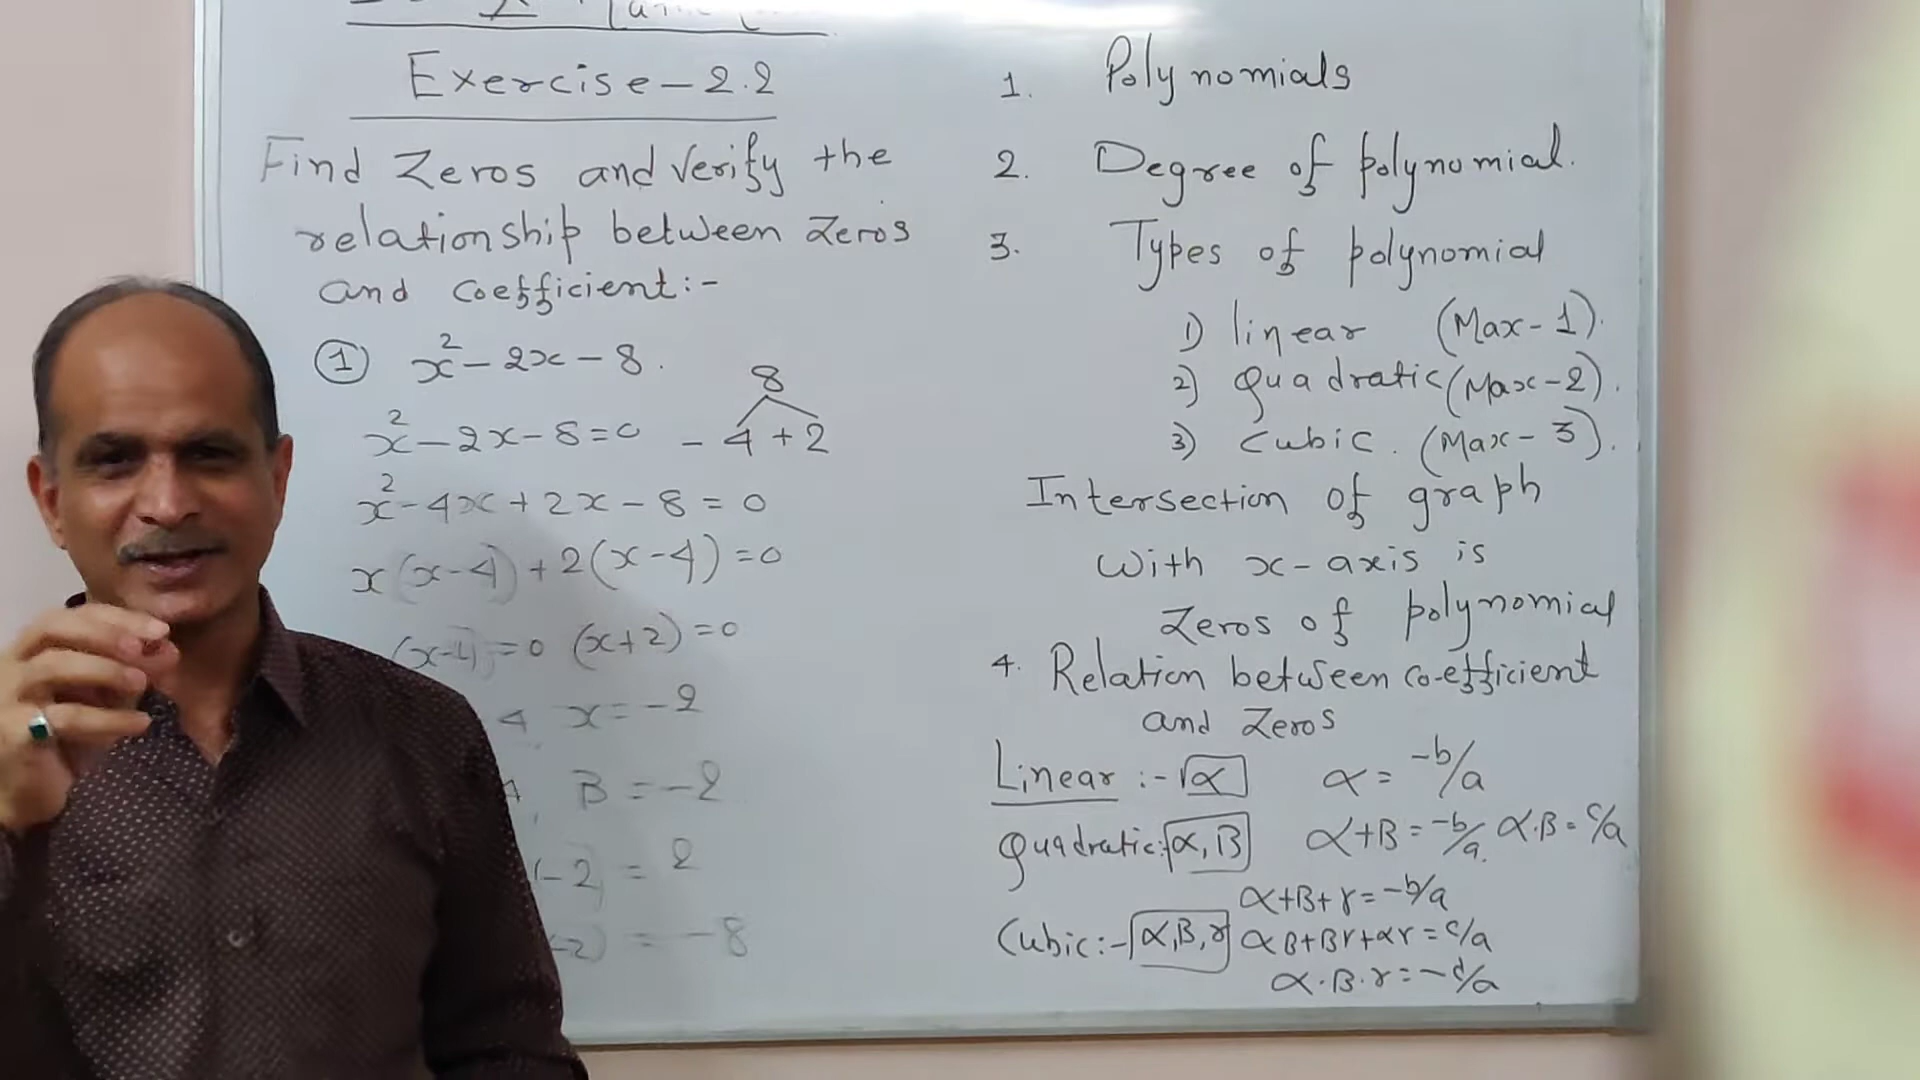 Exercise-2.2
Find Zeros and verify the
relationship between Zeros
and coefficient:-
① x²-2x-8.
8
x²-2x-8=0 -4+2
x²-4x+2x-8=0
x(x-4)+2(x-4)=0
(x-4)=0 (x+2)=0
4 x=-2
, B=-2
(-2)=2
-2)=-8
1. Polynomials
2. Degree of polynomial.
3. Types of polynomial
1) linear (Max-1).
2) Quadratic (Max-2).
3) Cubic. (Max-3).
Intersection of graph
With x-axis is
Zeros of polynomial
4. Relation between co-efficient
and Zeros
Linear:- α α=-b/a
Quadratic:- α,B α+B=-b/a. α.B=c/a
α+B+r=-b/a
Cubic:- α,B,r αB+Br+αr=c/a
α.B.r=-d/a